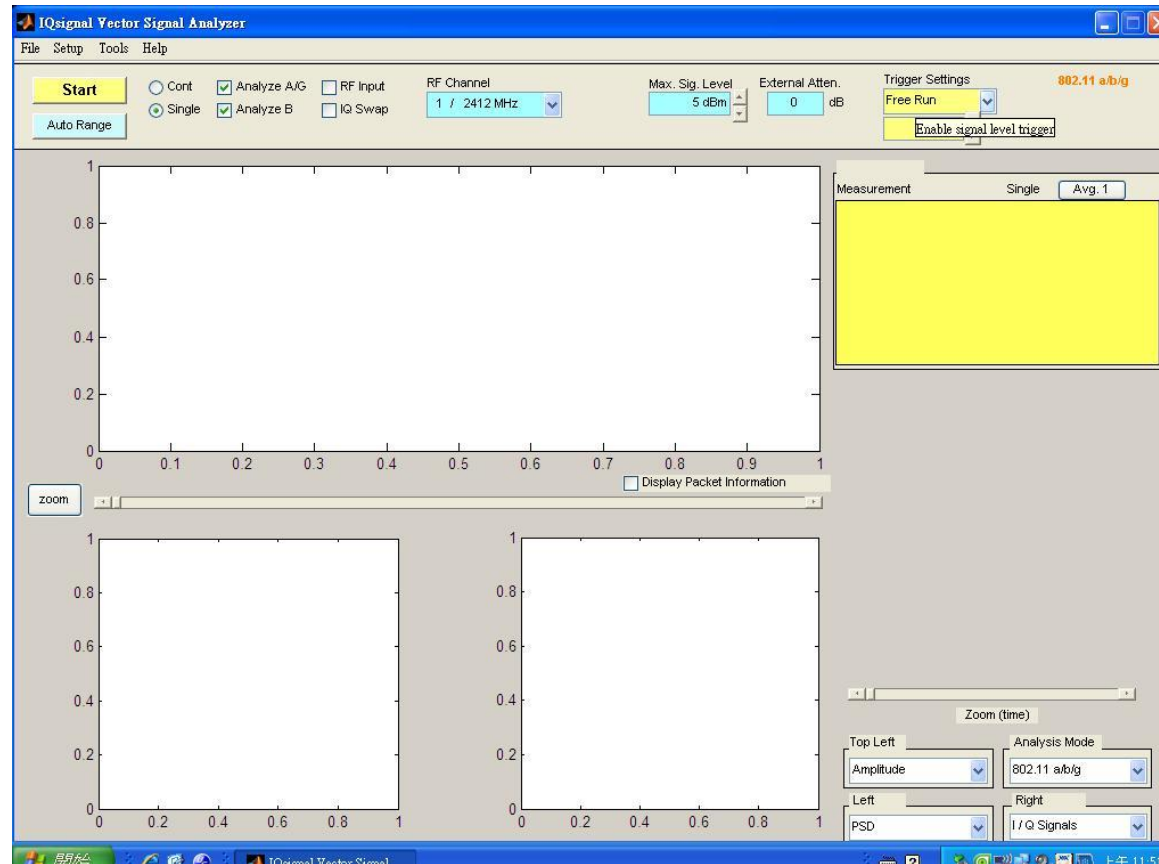 IQsignal Vector Signal Analyzer
File Setup Tools Help
Start
Cont
Analyze A/G
RF Input
RF Channel
Max. Sig. Level
External Atten.
Trigger Settings
802.11 a/b/g
Single
Analyze B
IQ Swap
1 / 2412 MHz
5 dBm
0 dB
Free Run
Auto Range
Enable signal level trigger
Measurement
Single
Avg. 1
1
0.8
0.6
0.4
0.2
0
0 0.1 0.2 0.3 0.4 0.5 0.6 0.7 0.8 0.9 1
Display Packet Information
zoom
1
0.8
0.6
0.4
0.2
0
0 0.2 0.4 0.6 0.8 1
1
0.8
0.6
0.4
0.2
0
0 0.2 0.4 0.6 0.8 1
Zoom (time)
Top Left
Analysis Mode
Amplitude
802.11 a/b/g
Left
Right
PSD
I / Q Signals
開始
IQsignal Vector Signal
上午 11:5